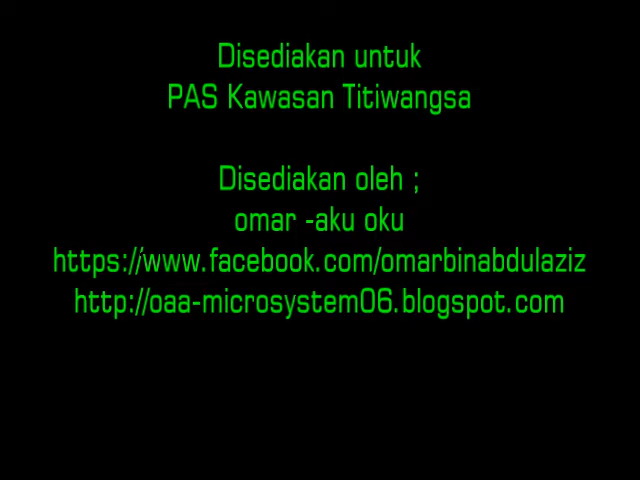 Disediakan untuk
PAS Kawasan Titiwangsa
Disediakan oleh ;
omar -aku oku
https://www.facebook.com/omarbinabdulaziz
http://oaa-microsystem06.blogspot.com